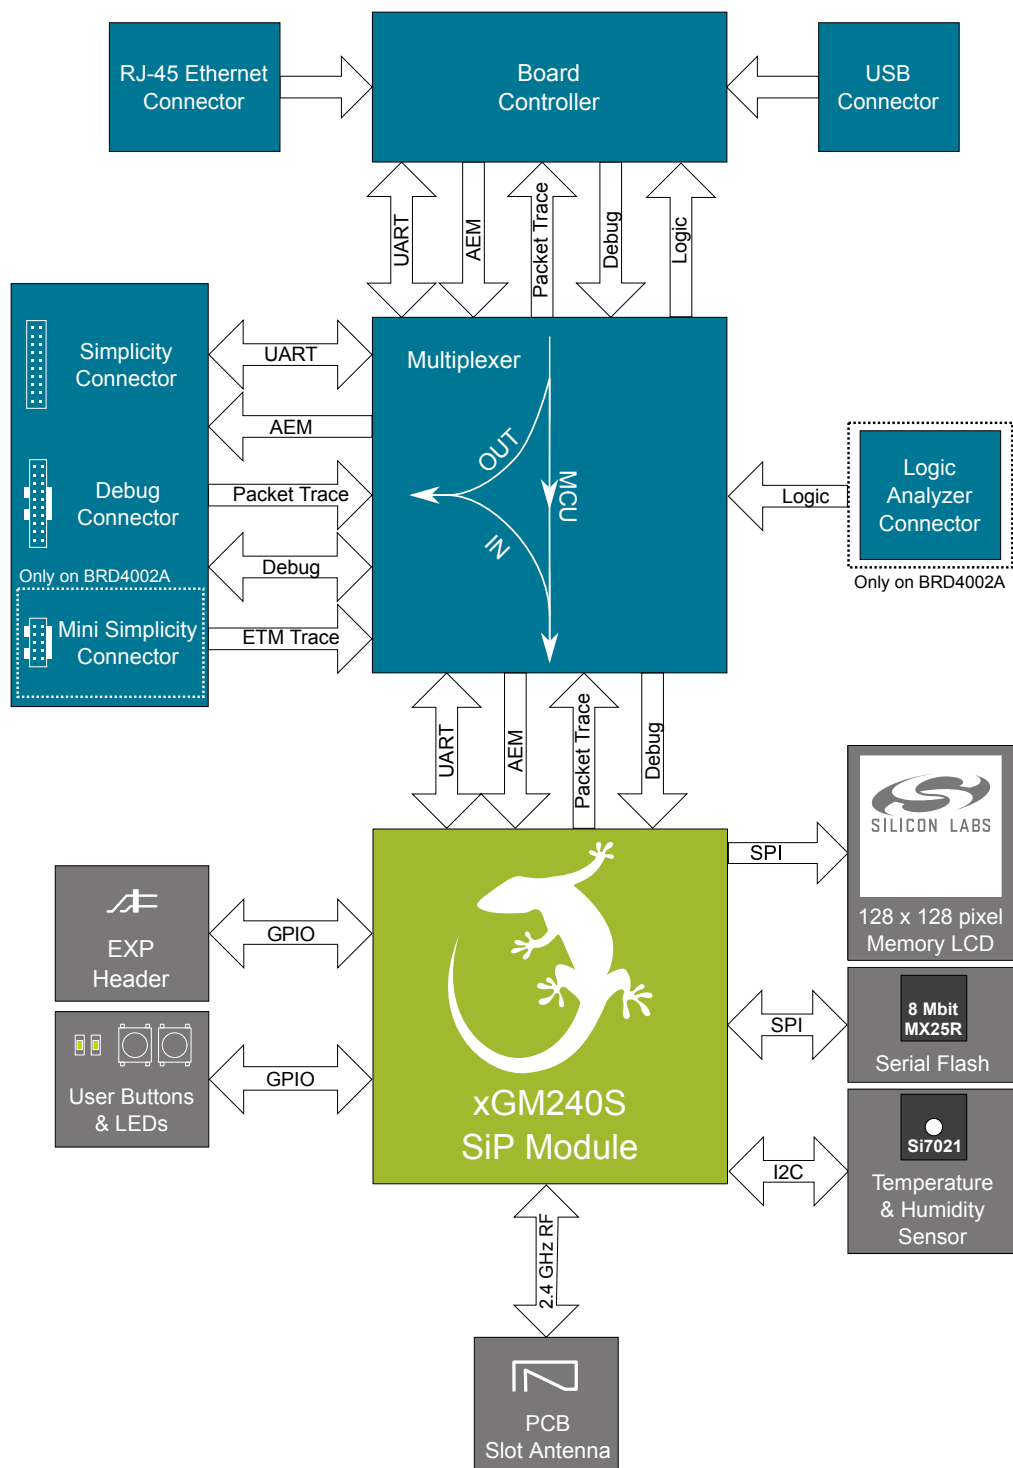 RJ-45 Ethernet
Connector
Board
Controller
USB
Connector
UART
AEM
Packet Trace
Debug
Logic
Simplicity
Connector
Debug
Connector
Only on BRD4002A
Mini Simplicity
Connector
UART
AEM
Packet Trace
Debug
ETM Trace
Multiplexer
OUT
MCU
IN
Logic
Logic
Analyzer
Connector
Only on BRD4002A
UART
AEM
Packet Trace
Debug
EXP
Header
GPIO
User Buttons
& LEDs
GPIO
xGM240S
SiP Module
SPI
SILICON LABS
128 x 128 pixel
Memory LCD
SPI
8 Mbit
MX25R
Serial Flash
I2C
Si7021
Temperature
& Humidity
Sensor
2.4 GHz RF
PCB
Slot Antenna